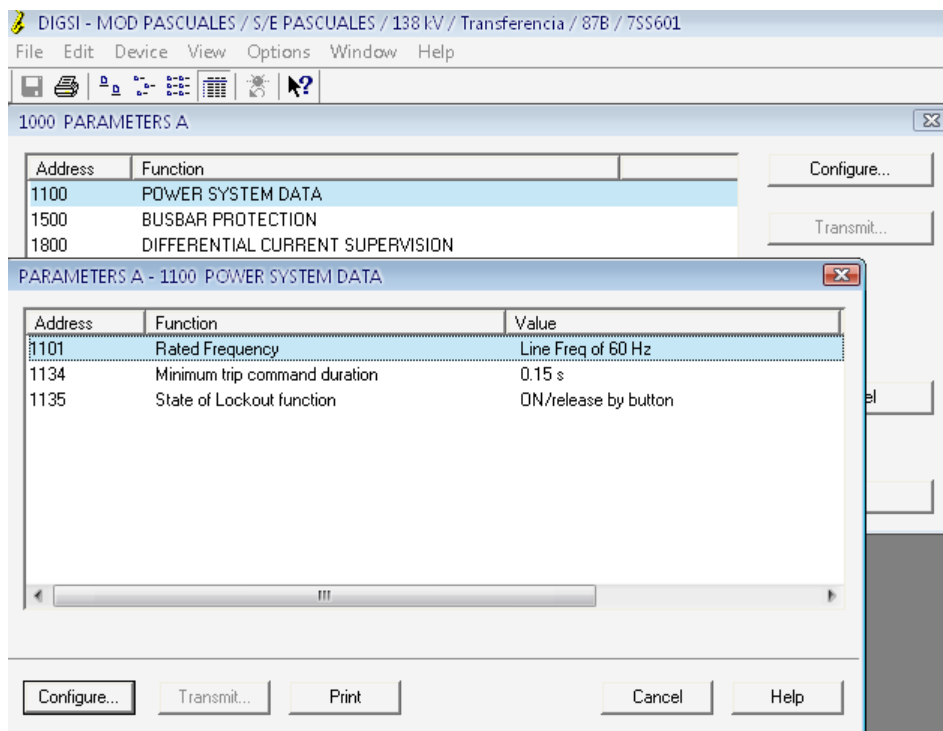 DIGSI - MOD PASCUALES / S/E PASCUALES / 138 kV / Transferencia / 87B / 7SS601
File Edit Device View Options Window Help
1000 PARAMETERS A
Address Function
1100 POWER SYSTEM DATA
1500 BUSBAR PROTECTION
1800 DIFFERENTIAL CURRENT SUPERVISION
Configure...
Transmit...
el
PARAMETERS A - 1100 POWER SYSTEM DATA
Address Function Value
1101 Rated Frequency Line Freq of 60 Hz
1134 Minimum trip command duration 0.15 s
1135 State of Lockout function ON/release by button
Configure... Transmit... Print Cancel Help